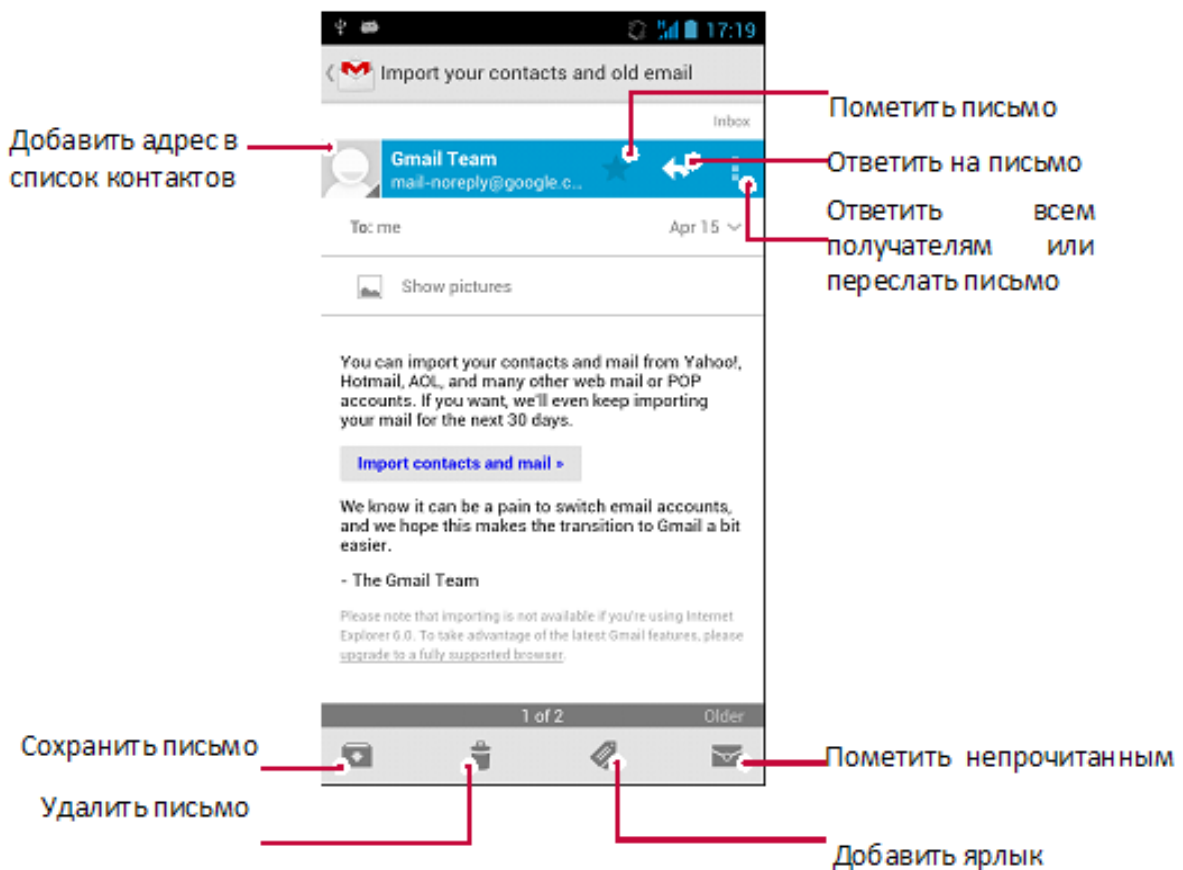 17:19
Import your contacts and old email
Inbox
Добавить адрес в
список контактов
Gmail Team
mail-noreply@google.c...
Пометить письмо
Ответить на письмо
Ответить всем
получателям или
переслать письмо
To: me
Apr 15
Show pictures
You can import your contacts and mail from Yahoo!,
Hotmail, AOL, and many other web mail or POP
accounts. If you want, we'll even keep importing
your mail for the next 30 days.
Import contacts and mail »
We know it can be a pain to switch email accounts,
and we hope this makes the transition to Gmail a bit
easier.
- The Gmail Team
Please note that importing is not available if you're using Internet
Explorer 6.0. To take advantage of the latest Gmail features, please
upgrade to a fully supported browser.
1 of 2
Older
Сохранить письмо
Удалить письмо
Пометить непрочитанным
Добавить ярлык